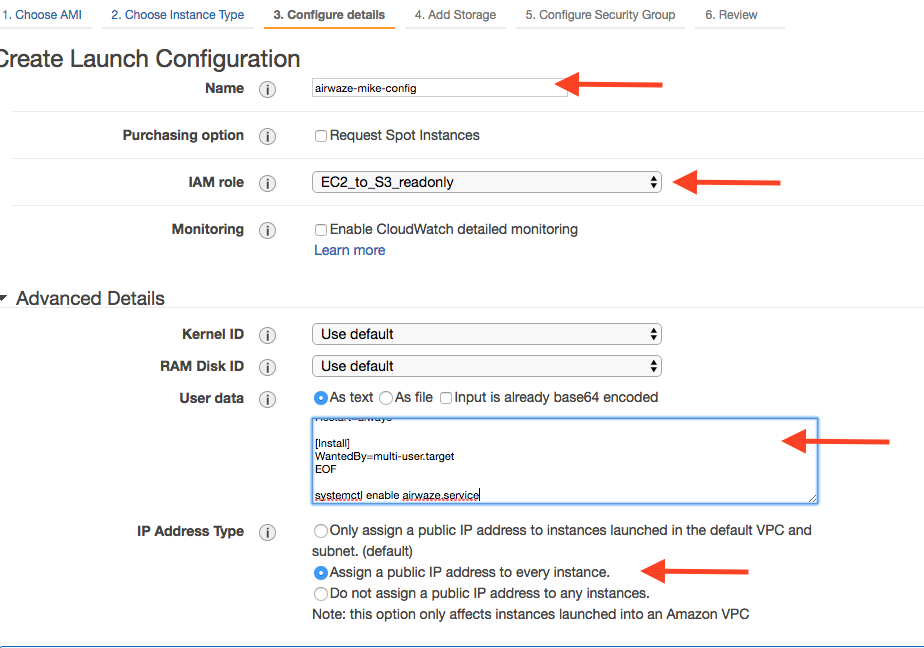 1. Choose AMI 2. Choose Instance Type 3. Configure details 4. Add Storage 5. Configure Security Group 6. Review
Create Launch Configuration
Name i airwaze-mike-config
Purchasing option i Request Spot Instances
IAM role i EC2_to_S3_readonly
Monitoring i Enable CloudWatch detailed monitoring
Learn more
Advanced Details
Kernel ID i Use default
RAM Disk ID i Use default
User data i As text As file Input is already base64 encoded
Restart=always
[Install]
WantedBy=multi-user.target
EOF
systemctl enable airwaze.service
IP Address Type i Only assign a public IP address to instances launched in the default VPC and
subnet. (default)
Assign a public IP address to every instance.
Do not assign a public IP address to any instances.
Note: this option only affects instances launched into an Amazon VPC